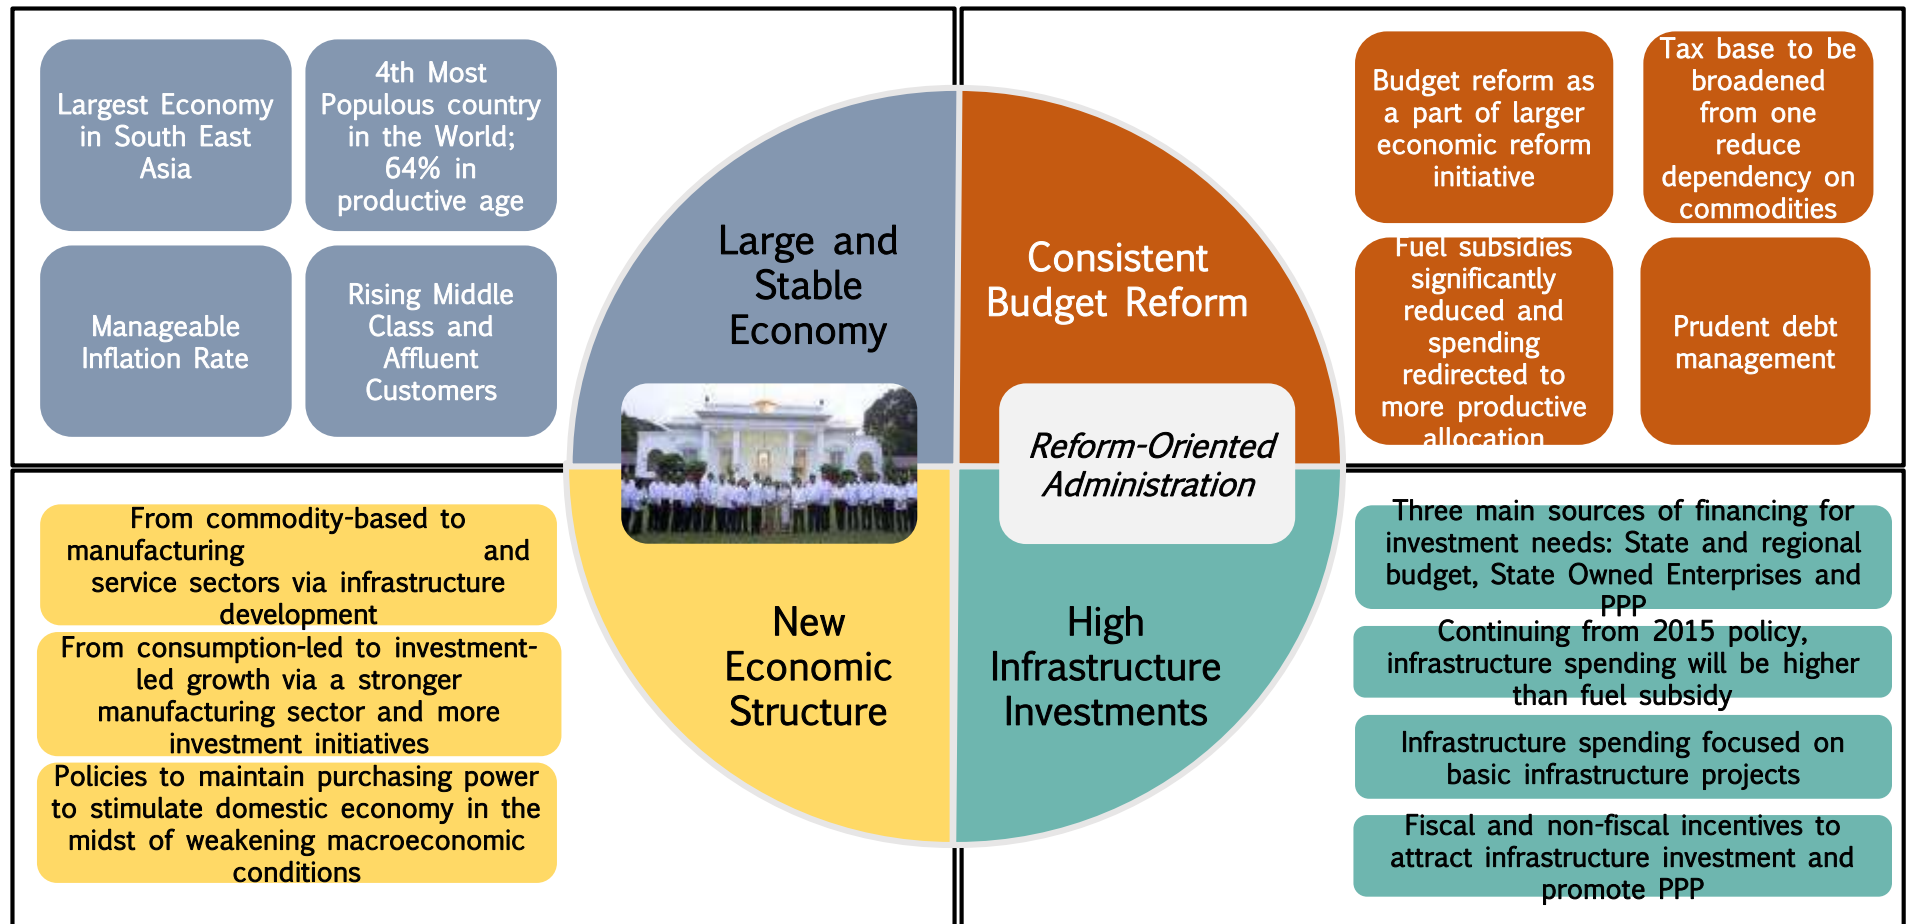 Largest Economy
in South East
Asia
4th Most
Populous country
in the World;
64% in
productive age
Manageable
Inflation Rate
Rising Middle
Class and
Affluent
Customers
Large and
Stable
Economy
Consistent
Budget Reform
Budget reform as
a part of larger
economic reform
initiative
Tax base to be
broadened
from one
reduce
dependency on
commodities
Fuel subsidies
significantly
reduced and
spending
redirected to
more productive
allocation
Prudent debt
management
Reform-Oriented
Administration
From commodity-based to
manufacturing and
service sectors via infrastructure
development
From consumption-led to investment-
led growth via a stronger
manufacturing sector and more
investment initiatives
Policies to maintain purchasing power
to stimulate domestic economy in the
midst of weakening macroeconomic
conditions
New
Economic
Structure
High
Infrastructure
Investments
Three main sources of financing for
investment needs: State and regional
budget, State Owned Enterprises and
PPP
Continuing from 2015 policy,
infrastructure spending will be higher
than fuel subsidy
Infrastructure spending focused on
basic infrastructure projects
Fiscal and non-fiscal incentives to
attract infrastructure investment and
promote PPP